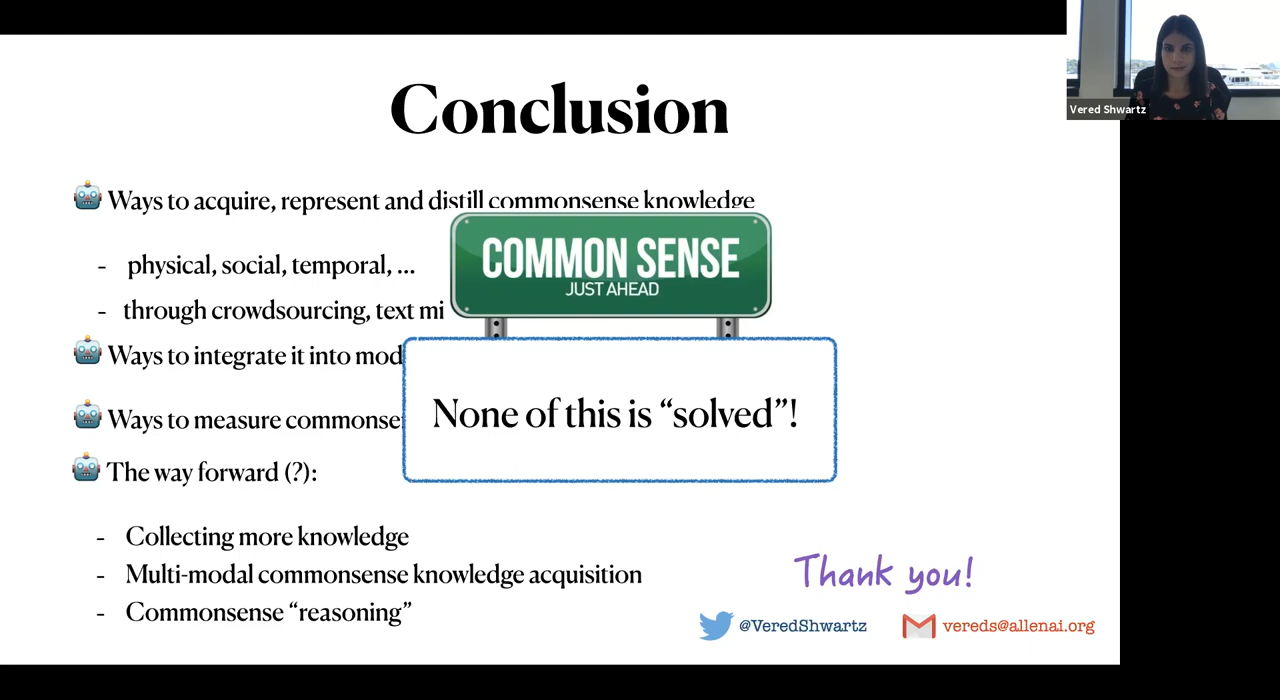 Conclusion
Vered Shwartz
Ways to acquire, represent and distill commonsense knowledge
- physical, social, temporal, ...
- through crowdsourcing, text mi
COMMON SENSE
JUST AHEAD
Ways to integrate it into mod
Ways to measure commonse
None of this is “solved”!
The way forward (?):
- Collecting more knowledge
- Multi-modal commonsense knowledge acquisition
- Commonsense “reasoning”
Thank you!
@VeredShwartz
vereds@allenai.org